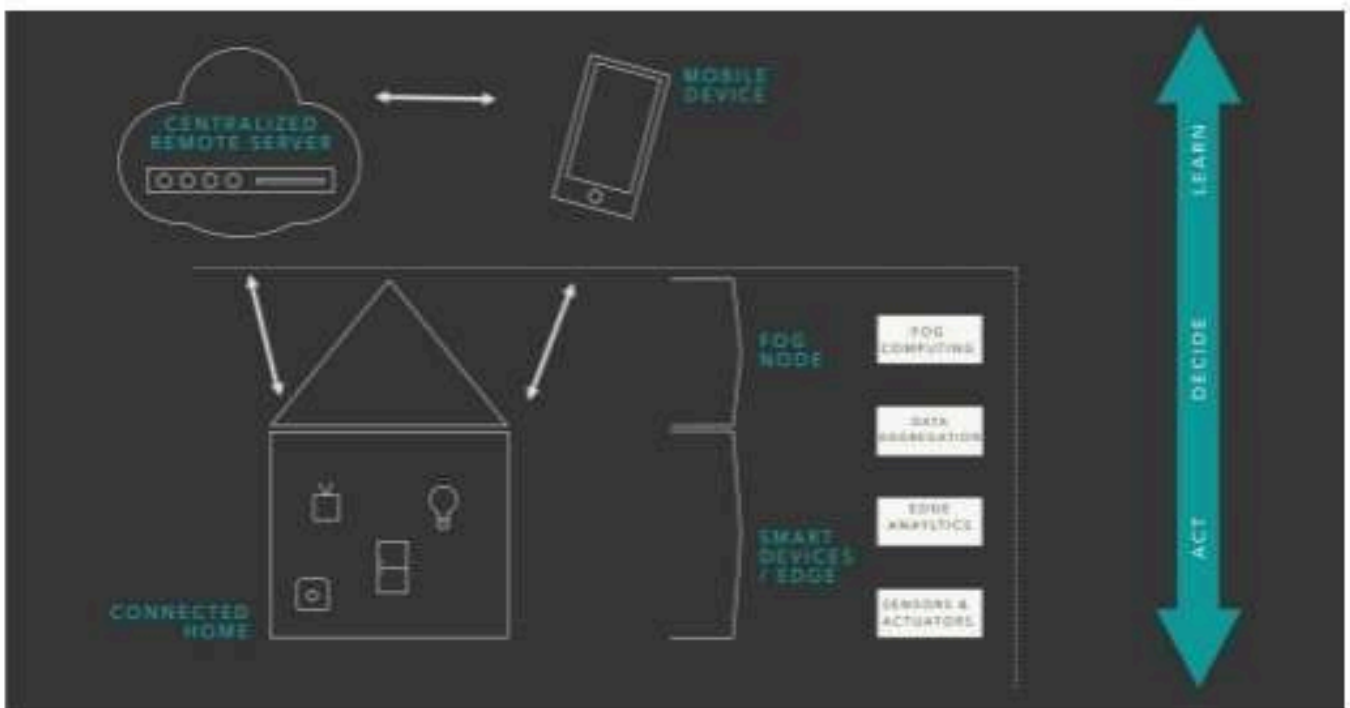 CENTRALIZED
REMOTE SERVER
MOBILE
DEVICE
FOG
NODE
FOG
COMPUTING
DATA
AGGREGATION
EDGE
ANAYLTICS
SMART
DEVICES
/ EDGE
SENSORS &
ACTUATORS
CONNECTED
HOME
LEARN
DECIDE
ACT